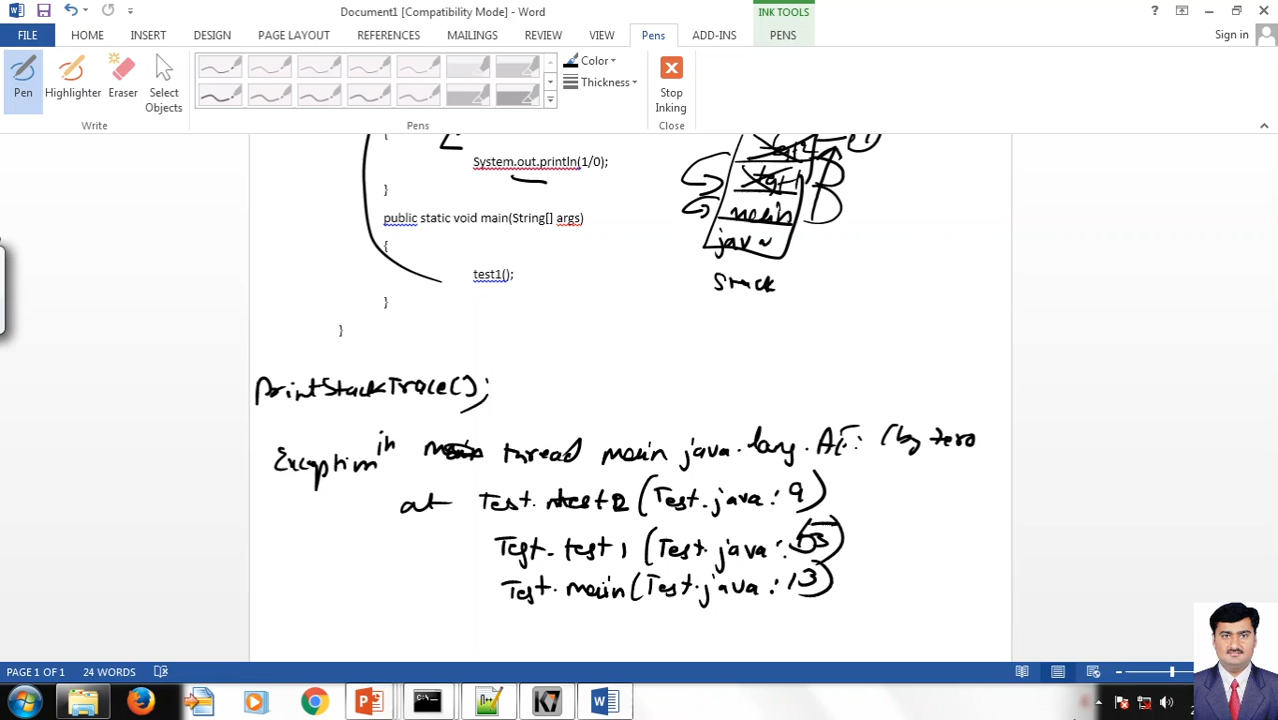 Document1 [Compatibility Mode] - Word
INK TOOLS
FILE HOME INSERT DESIGN PAGE LAYOUT REFERENCES MAILINGS REVIEW VIEW Pens ADD-INS PENS
Sign in
Pen Highlighter Eraser Select Objects
Color
Thickness
Stop Inking
Write Pens Close
{
System.out.println(1/0);
}
public static void main(String[] args)
{
test1();
}
}
test1
main
java
Stack
printStackTrace();
Exception in thread main java.lang.AE: (by zero
at Test.test2 (Test.java:9)
Test.test1 (Test.java:5)
Test.main(Test.java:13)
PAGE 1 OF 1 24 WORDS